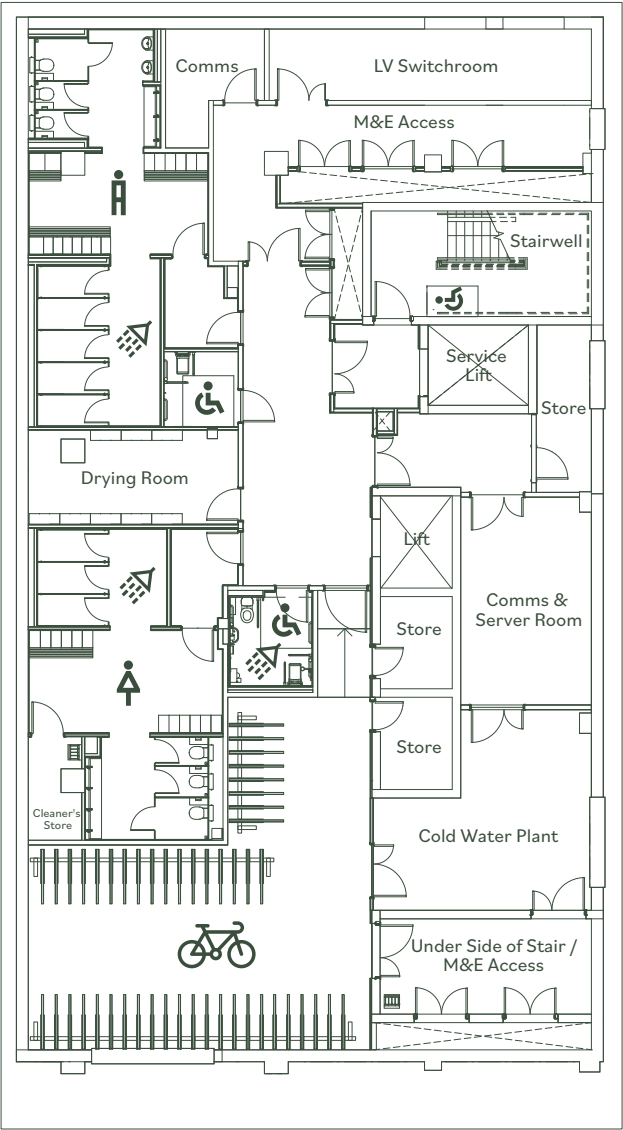 Comms
LV Switchroom
M&E Access
Stairwell
Service
Lift
Store
Drying Room
Lift
Comms &
Server Room
Store
Store
Cleaner's
Store
Cold Water Plant
Under Side of Stair /
M&E Access